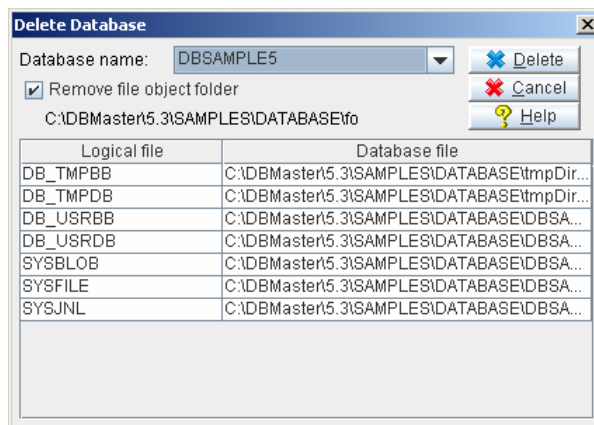 Delete Database
Database name: DBSAMPLE5 Delete
Remove file object folder Cancel
C:\DBMaster\5.3\SAMPLES\DATABASE\fo Help
Logical file Database file
DB_TMPBB C:\DBMaster\5.3\SAMPLES\DATABASE\tmpDir...
DB_TMPDB C:\DBMaster\5.3\SAMPLES\DATABASE\tmpDir...
DB_USRBB C:\DBMaster\5.3\SAMPLES\DATABASE\DBSA...
DB_USRDB C:\DBMaster\5.3\SAMPLES\DATABASE\DBSA...
SYSBLOB C:\DBMaster\5.3\SAMPLES\DATABASE\DBSA...
SYSFILE C:\DBMaster\5.3\SAMPLES\DATABASE\DBSA...
SYSJNL C:\DBMaster\5.3\SAMPLES\DATABASE\DBSA...